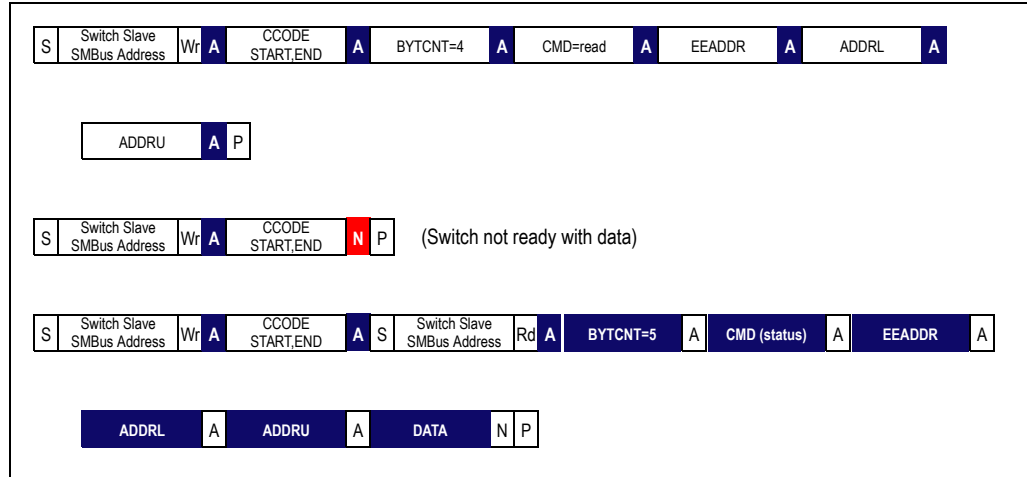 S Switch Slave SMBus Address Wr A CCODE START,END A BYTCNT=4 A CMD=read A EEADDR A ADDRL A
ADDRU A P
S Switch Slave SMBus Address Wr A CCODE START,END N P (Switch not ready with data)
S Switch Slave SMBus Address Wr A CCODE START,END A S Switch Slave SMBus Address Rd A BYTCNT=5 A CMD (status) A EEADDR A
ADDRL A ADDRU A DATA N P